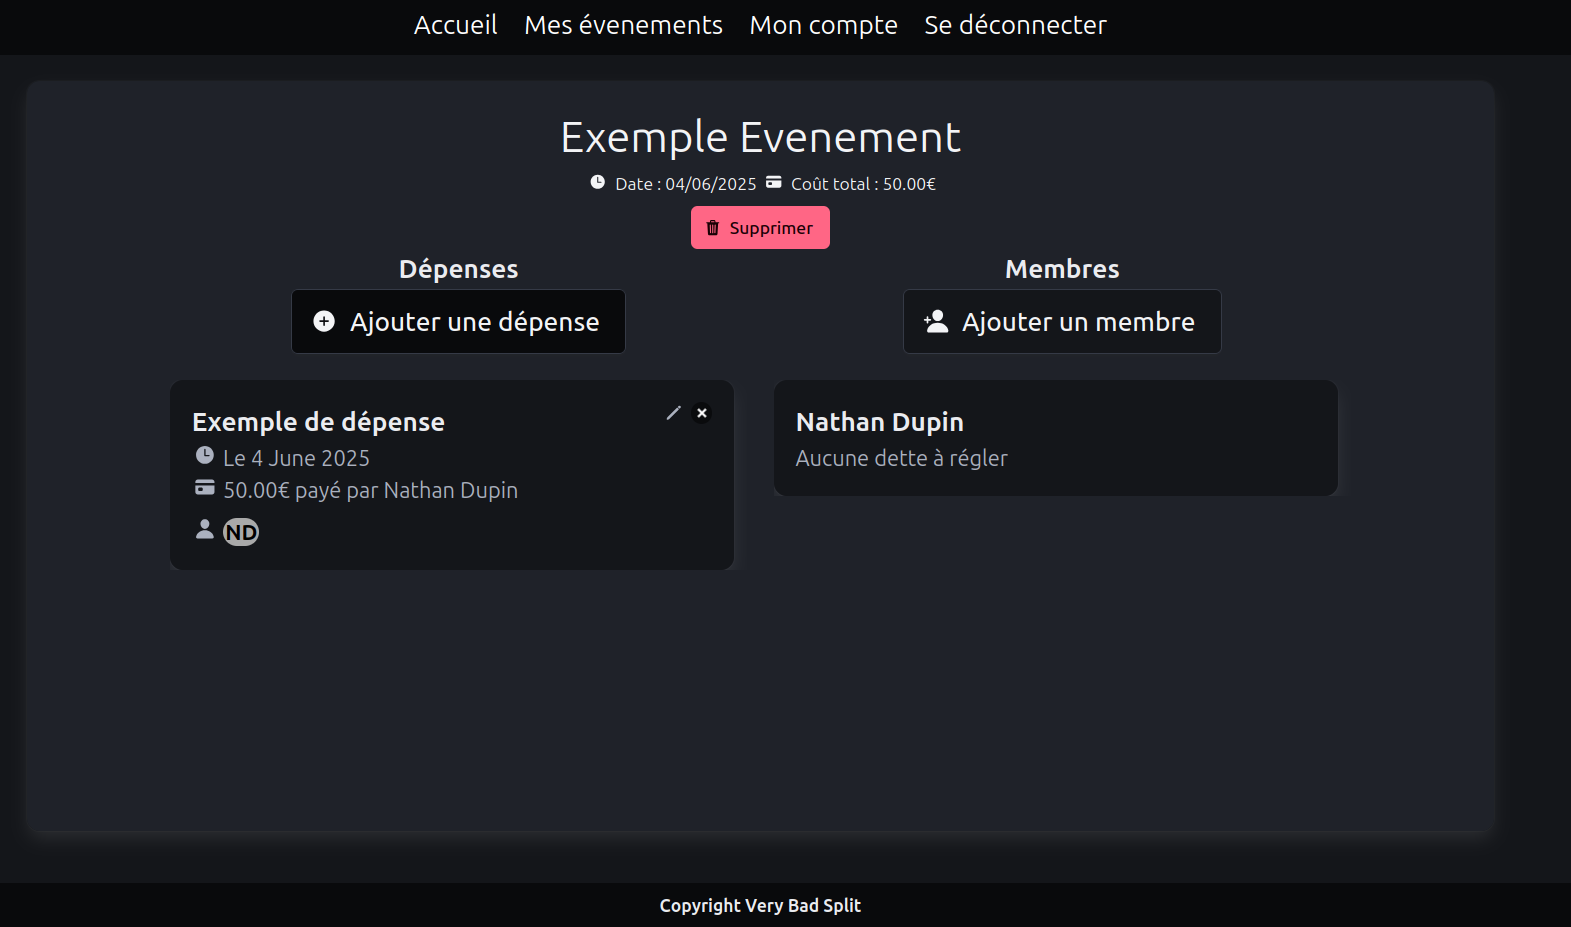 Accueil Mes évenements Mon compte Se déconnecter
Exemple Evenement
Date : 04/06/2025 Coût total : 50.00€
Supprimer
Dépenses
Ajouter une dépense
Exemple de dépense
Le 4 June 2025
50.00€ payé par Nathan Dupin
ND
Membres
Ajouter un membre
Nathan Dupin
Aucune dette à régler
Copyright Very Bad Split